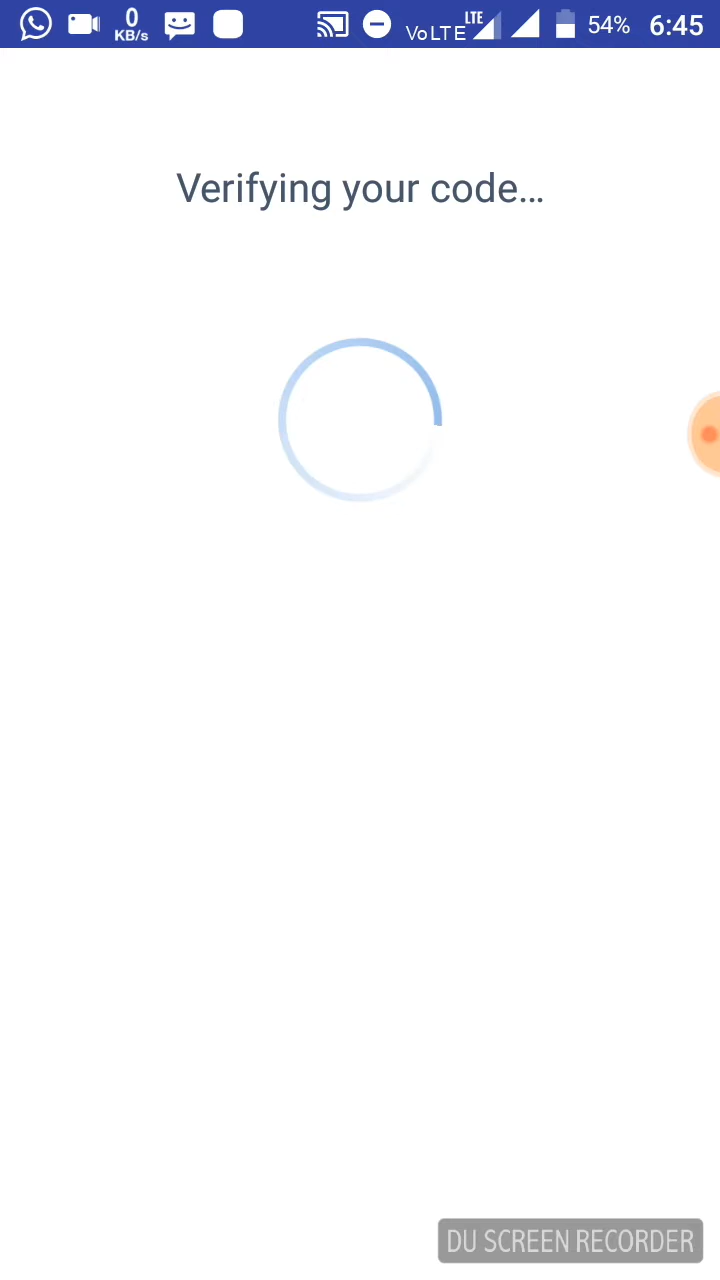 0
KB/s
VoLTE LTE 54% 6:45
Verifying your code...
DU SCREEN RECORDER